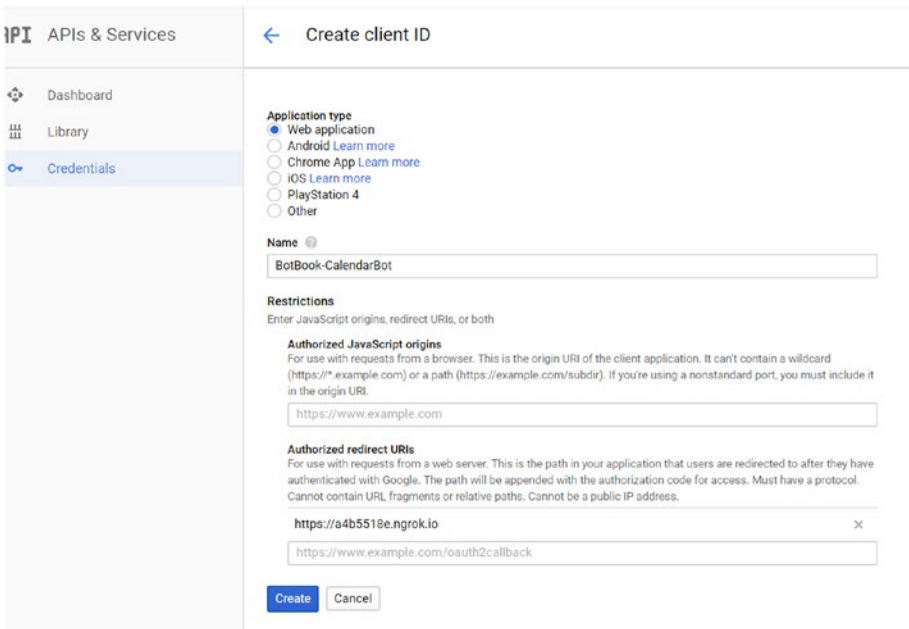 API APIs & Services
Create client ID
Dashboard
Library
Credentials
Application type
Web application
Android Learn more
Chrome App Learn more
iOS Learn more
PlayStation 4
Other
Name
BotBook-CalendarBot
Restrictions
Enter JavaScript origins, redirect URIs, or both
Authorized JavaScript origins
For use with requests from a browser. This is the origin URI of the client application. It can't contain a wildcard
(https://*.example.com) or a path (https://example.com/subdir). If you're using a nonstandard port, you must include it
in the origin URI.
https://www.example.com
Authorized redirect URIs
For use with requests from a web server. This is the path in your application that users are redirected to after they have
authenticated with Google. The path will be appended with the authorization code for access. Must have a protocol.
Cannot contain URL fragments or relative paths. Cannot be a public IP address.
https://a4b5518e.ngrok.io
https://www.example.com/oauth2callback
Create Cancel